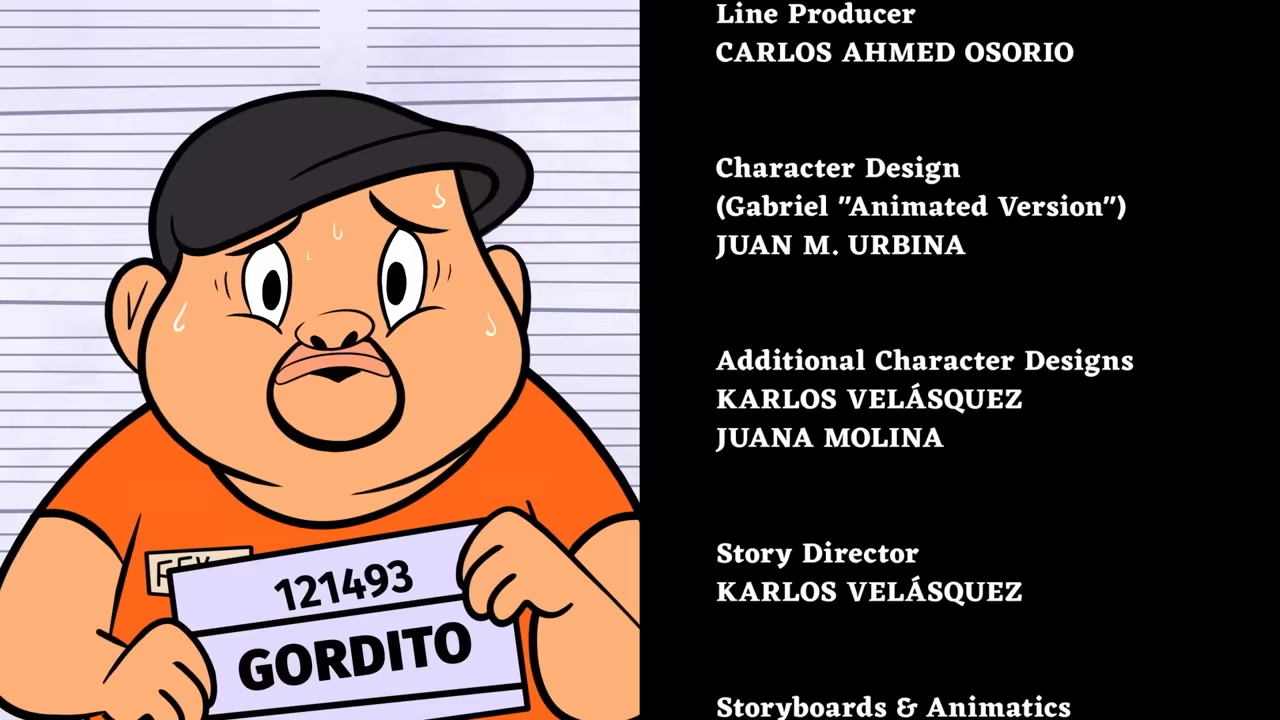 121493
GORDITO
Line Producer
CARLOS AHMED OSORIO
Character Design
(Gabriel "Animated Version")
JUAN M. URBINA
Additional Character Designs
KARLOS VELÁSQUEZ
JUANA MOLINA
Story Director
KARLOS VELÁSQUEZ
Storyboards & Animatics